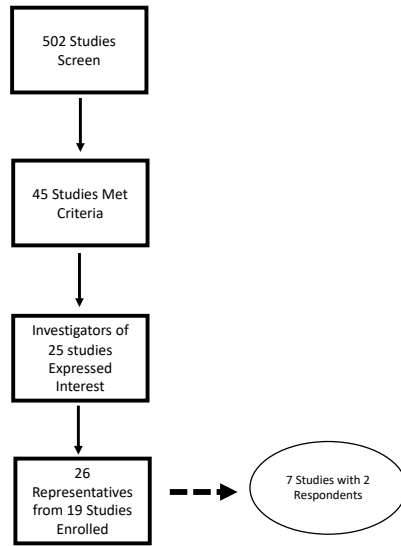 502 Studies
Screen
45 Studies Met
Criteria
Investigators of
25 studies
Expressed
Interest
26
Representatives
from 19 Studies
Enrolled
7 Studies with 2
Respondents